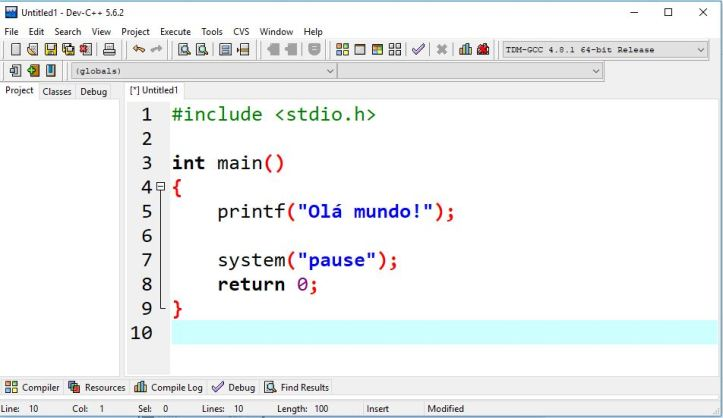 Untitled1 - Dev-C++ 5.6.2
File Edit Search View Project Execute Tools CVS Window Help
TDM-GCC 4.8.1 64-bit Release
(globals)
Project Classes Debug [*] Untitled1
1 #include <stdio.h>
2
3 int main()
4 {
5 printf("Olá mundo!");
6
7 system("pause");
8 return 0;
9 }
10
Compiler Resources Compile Log Debug Find Results
Line: 10 Col: 1 Sel: 0 Lines: 10 Length: 100 Insert Modified